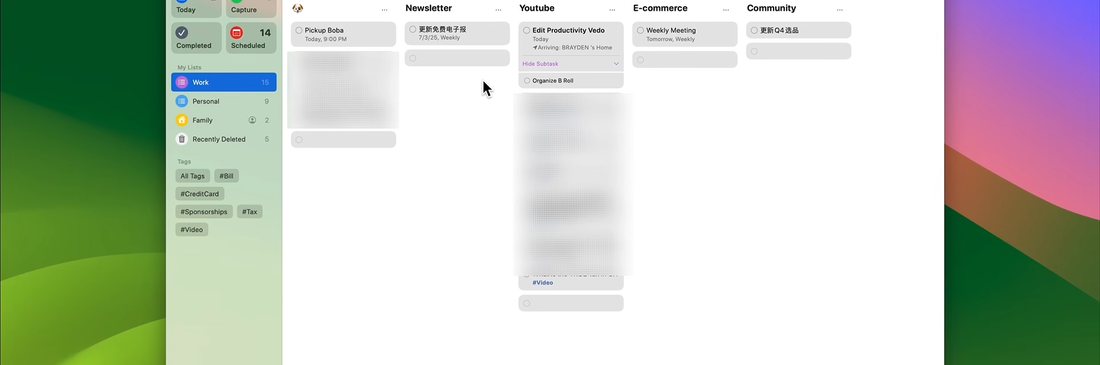 Today
Capture
Completed
14
Scheduled
My Lists
Work 15
Personal 9
Family 2
Recently Deleted 5
Tags
All Tags #Bill
#CreditCard
#Sponsorships #Tax
#Video
🐶 ...
Pickup Boba
Today, 9:00 PM
Newsletter ...
更新免费电子报
7/3/25, Weekly
Youtube ...
Edit Productivity Vedo
Today
Arriving: BRAYDEN 's Home
Hide Subtask
Organize B Roll
#Video
E-commerce ...
Weekly Meeting
Tomorrow, Weekly
Community ...
更新Q4选品